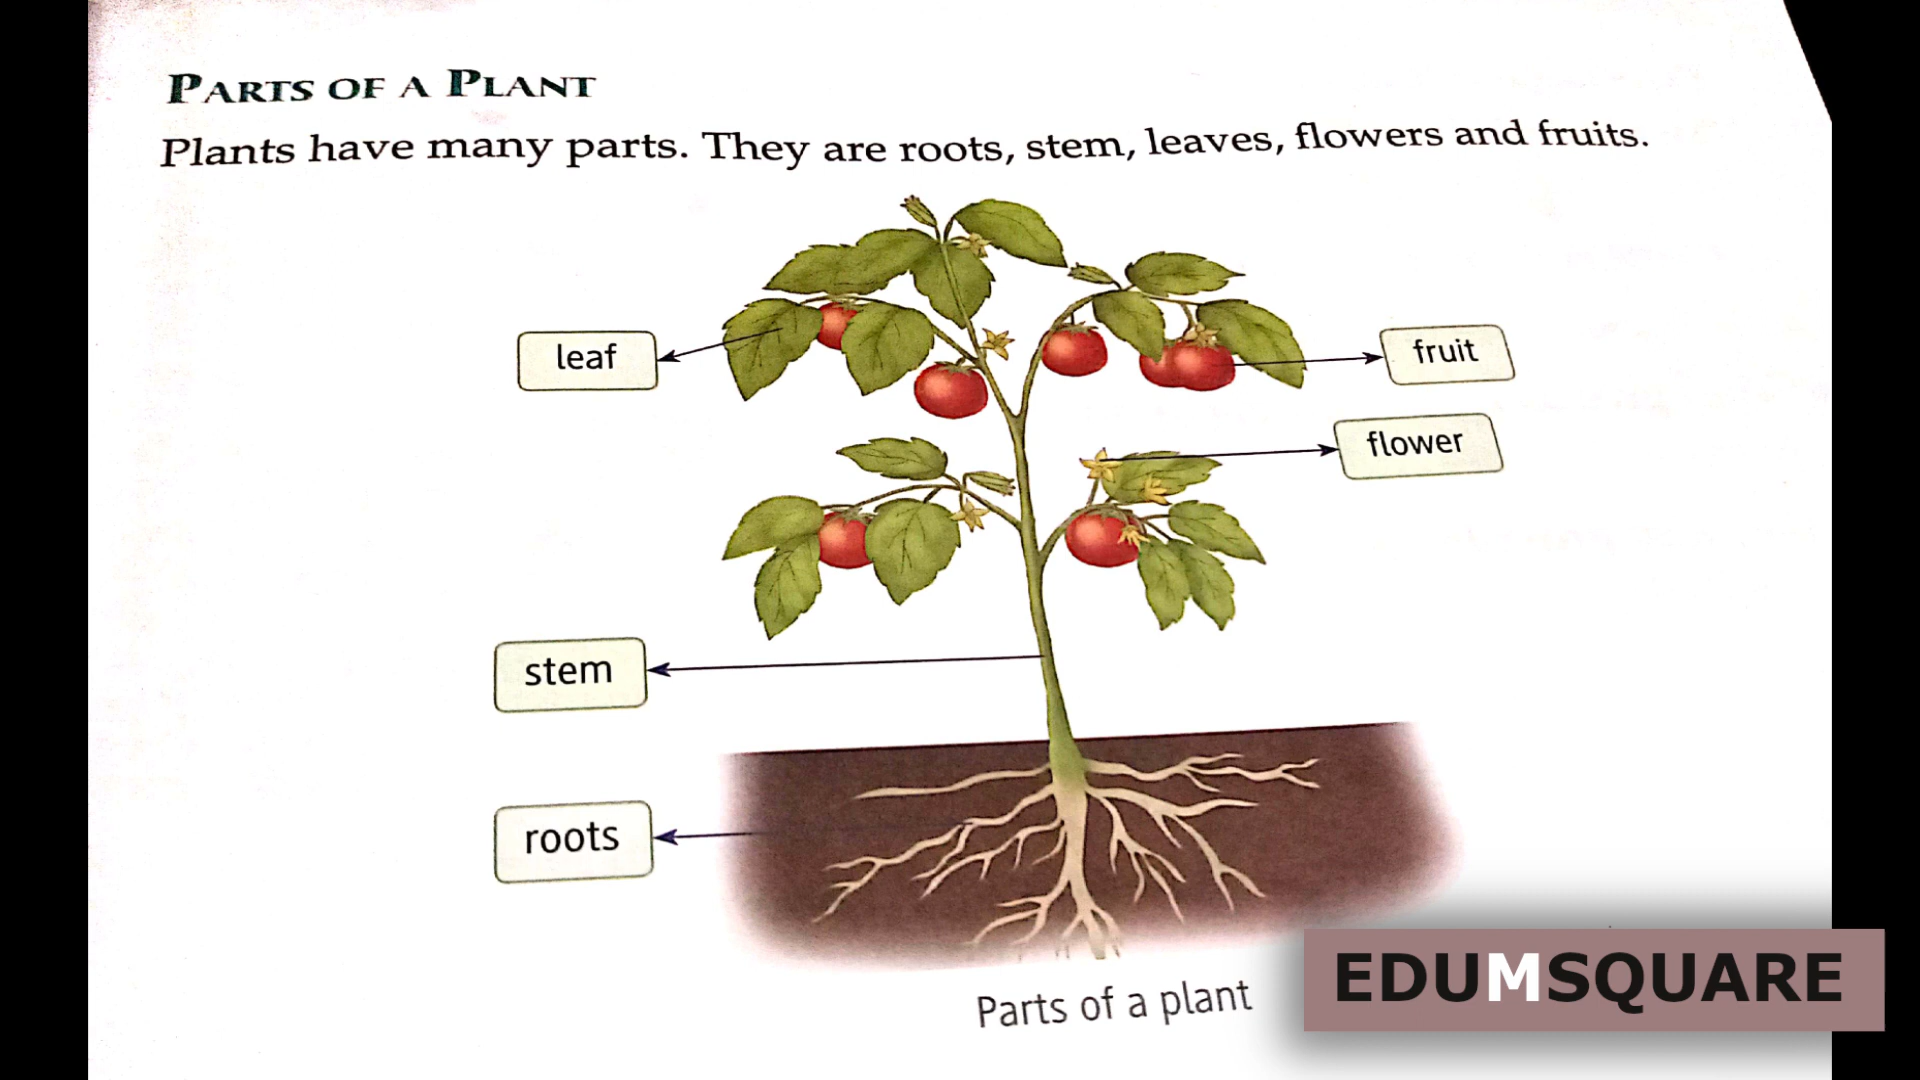 PARTS OF A PLANT
Plants have many parts. They are roots, stem, leaves, flowers and fruits.
leaf
fruit
flower
stem
roots
Parts of a plant
EDUMSQUARE